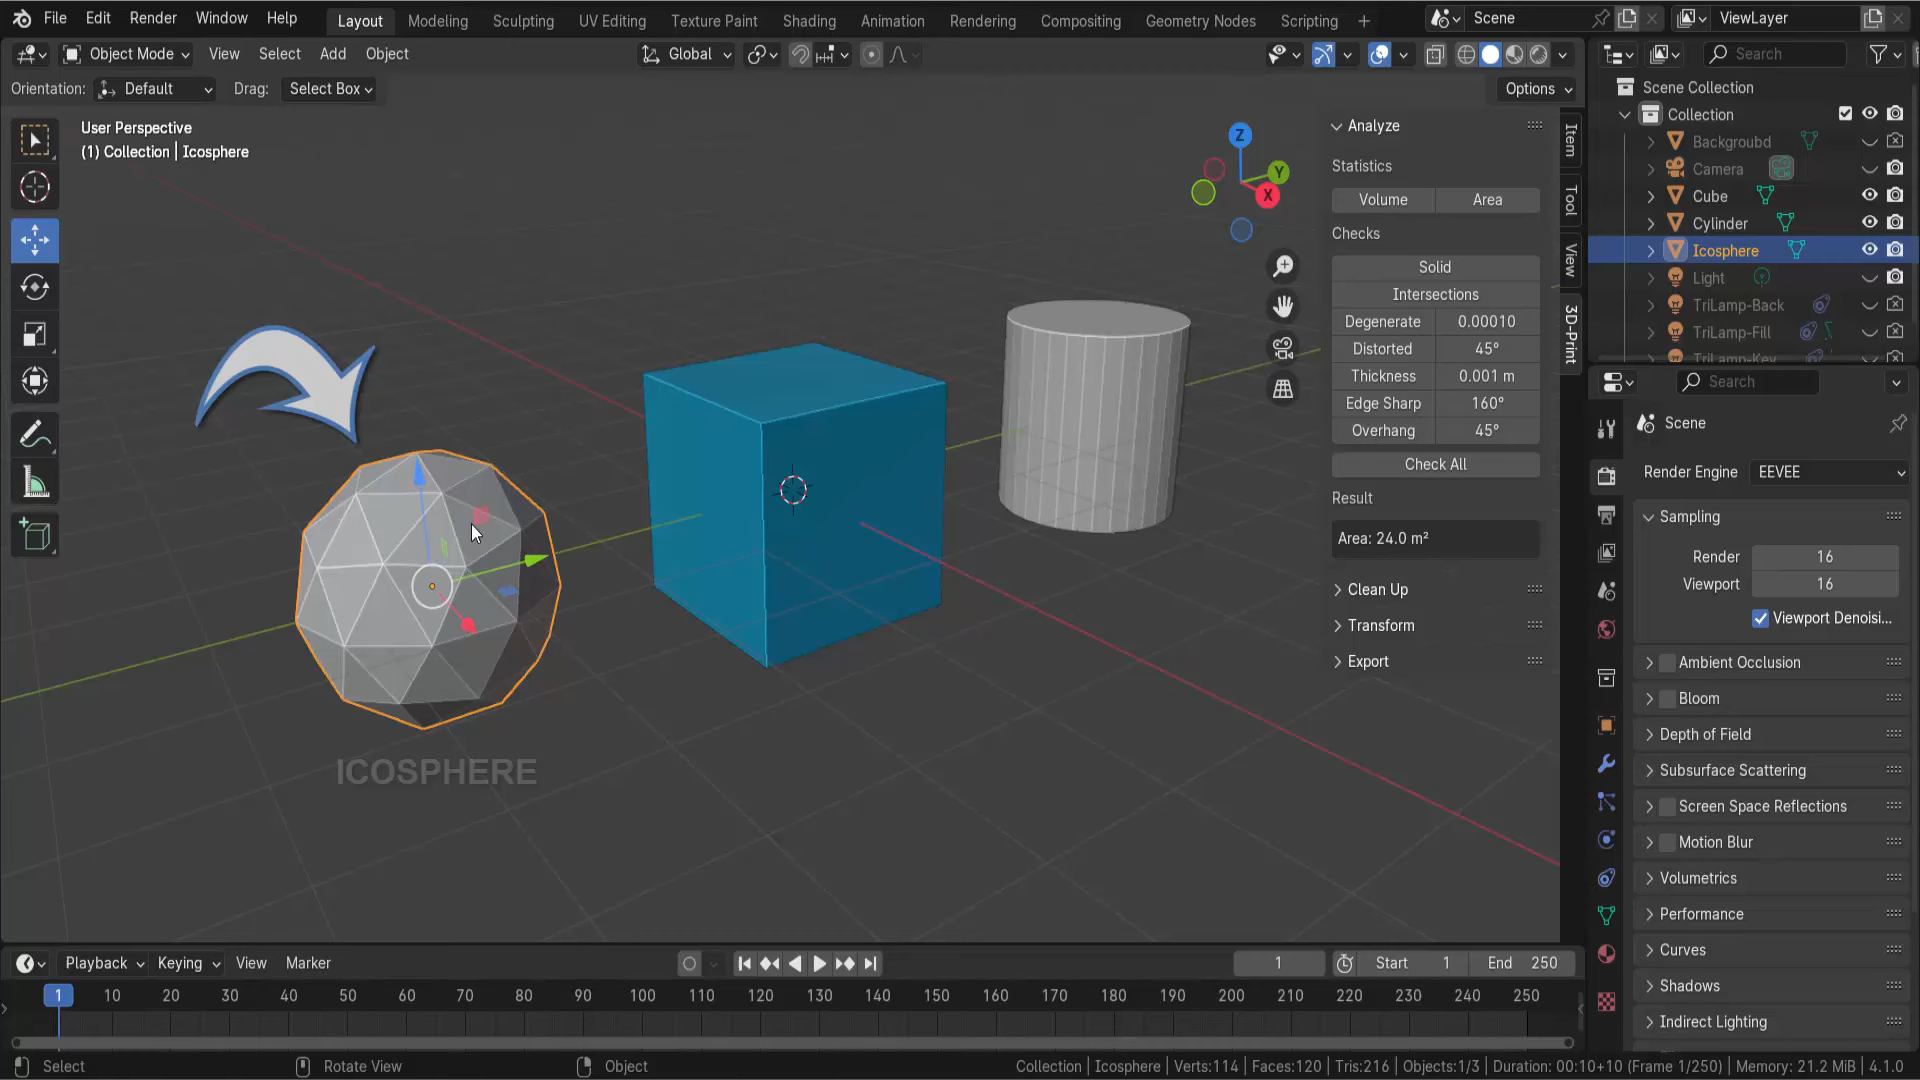 File Edit Render Window Help Layout Modeling Sculpting UV Editing Texture Paint Shading Animation Rendering Compositing Geometry Nodes Scripting + Scene ViewLayer
Object Mode View Select Add Object Global Search
Orientation: Default Drag: Select Box Options
User Perspective
(1) Collection | Icosphere
Z
Y
X
ICOSPHERE
Analyze
Statistics
Volume Area
Checks
Solid
Intersections
Degenerate 0.00010
Distorted 45°
Thickness 0.001 m
Edge Sharp 160°
Overhang 45°
Check All
Result
Area: 24.0 m²
Clean Up
Transform
Export
Item
Tool
View
3D-Print
Scene Collection
Collection
Backgroubd
Camera
Cube
Cylinder
Icosphere
Light
TriLamp-Back
TriLamp-Fill
TriLamp-Key
Search
Scene
Render Engine EEVEE
Sampling
Render 16
Viewport 16
Viewport Denoisi...
Ambient Occlusion
Bloom
Depth of Field
Subsurface Scattering
Screen Space Reflections
Motion Blur
Volumetrics
Performance
Curves
Shadows
Indirect Lighting
Playback Keying View Marker 1 Start 1 End 250
1 10 20 30 40 50 60 70 80 90 100 110 120 130 140 150 160 170 180 190 200 210 220 230 240 250
Select Rotate View Object Collection | Icosphere | Verts:114 | Faces:120 | Tris:216 | Objects:1/3 | Duration: 00:10+10 (Frame 1/250) | Memory: 21.2 MiB | 4.1.0